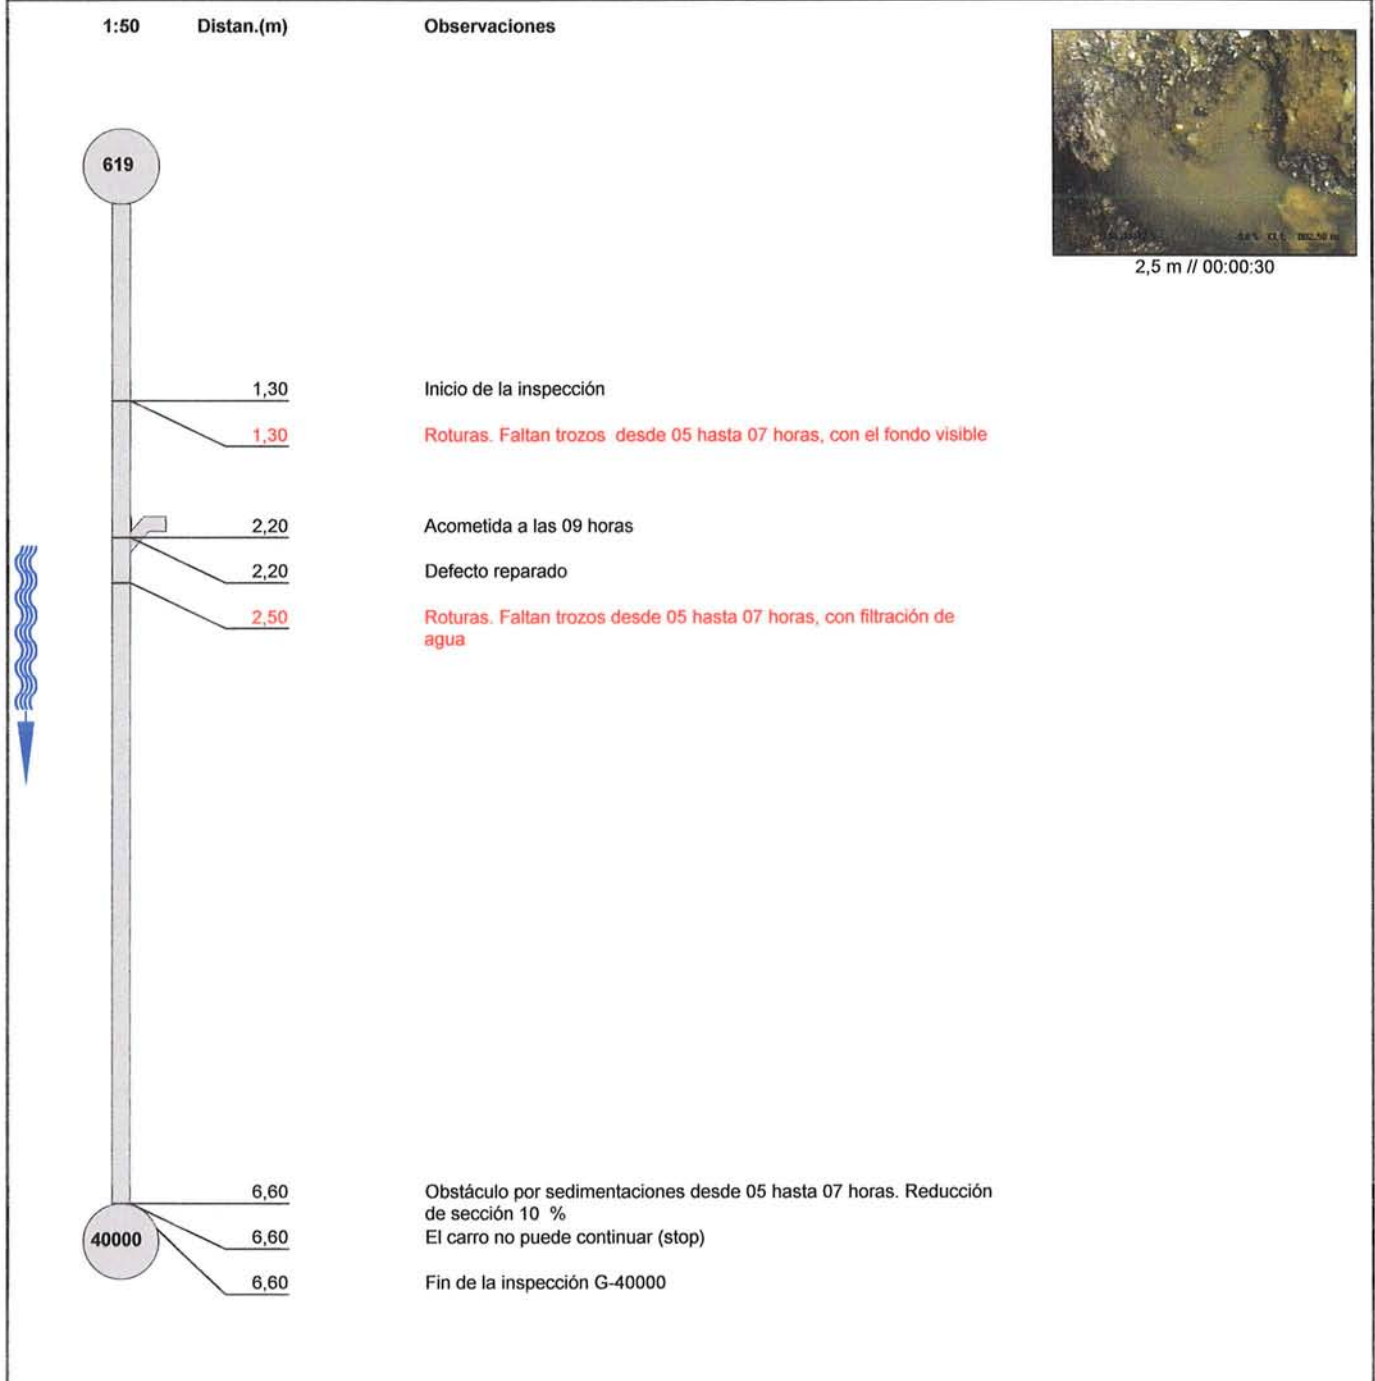 1:50 Distan.(m) Observaciones
619
2,5 m // 00:00:30
1,30 Inicio de la inspección
1,30 Roturas. Faltan trozos desde 05 hasta 07 horas, con el fondo visible
2,20 Acometida a las 09 horas
2,20 Defecto reparado
2,50 Roturas. Faltan trozos desde 05 hasta 07 horas, con filtración de
agua
6,60 Obstáculo por sedimentaciones desde 05 hasta 07 horas. Reducción
de sección 10 %
40000
6,60 El carro no puede continuar (stop)
6,60 Fin de la inspección G-40000